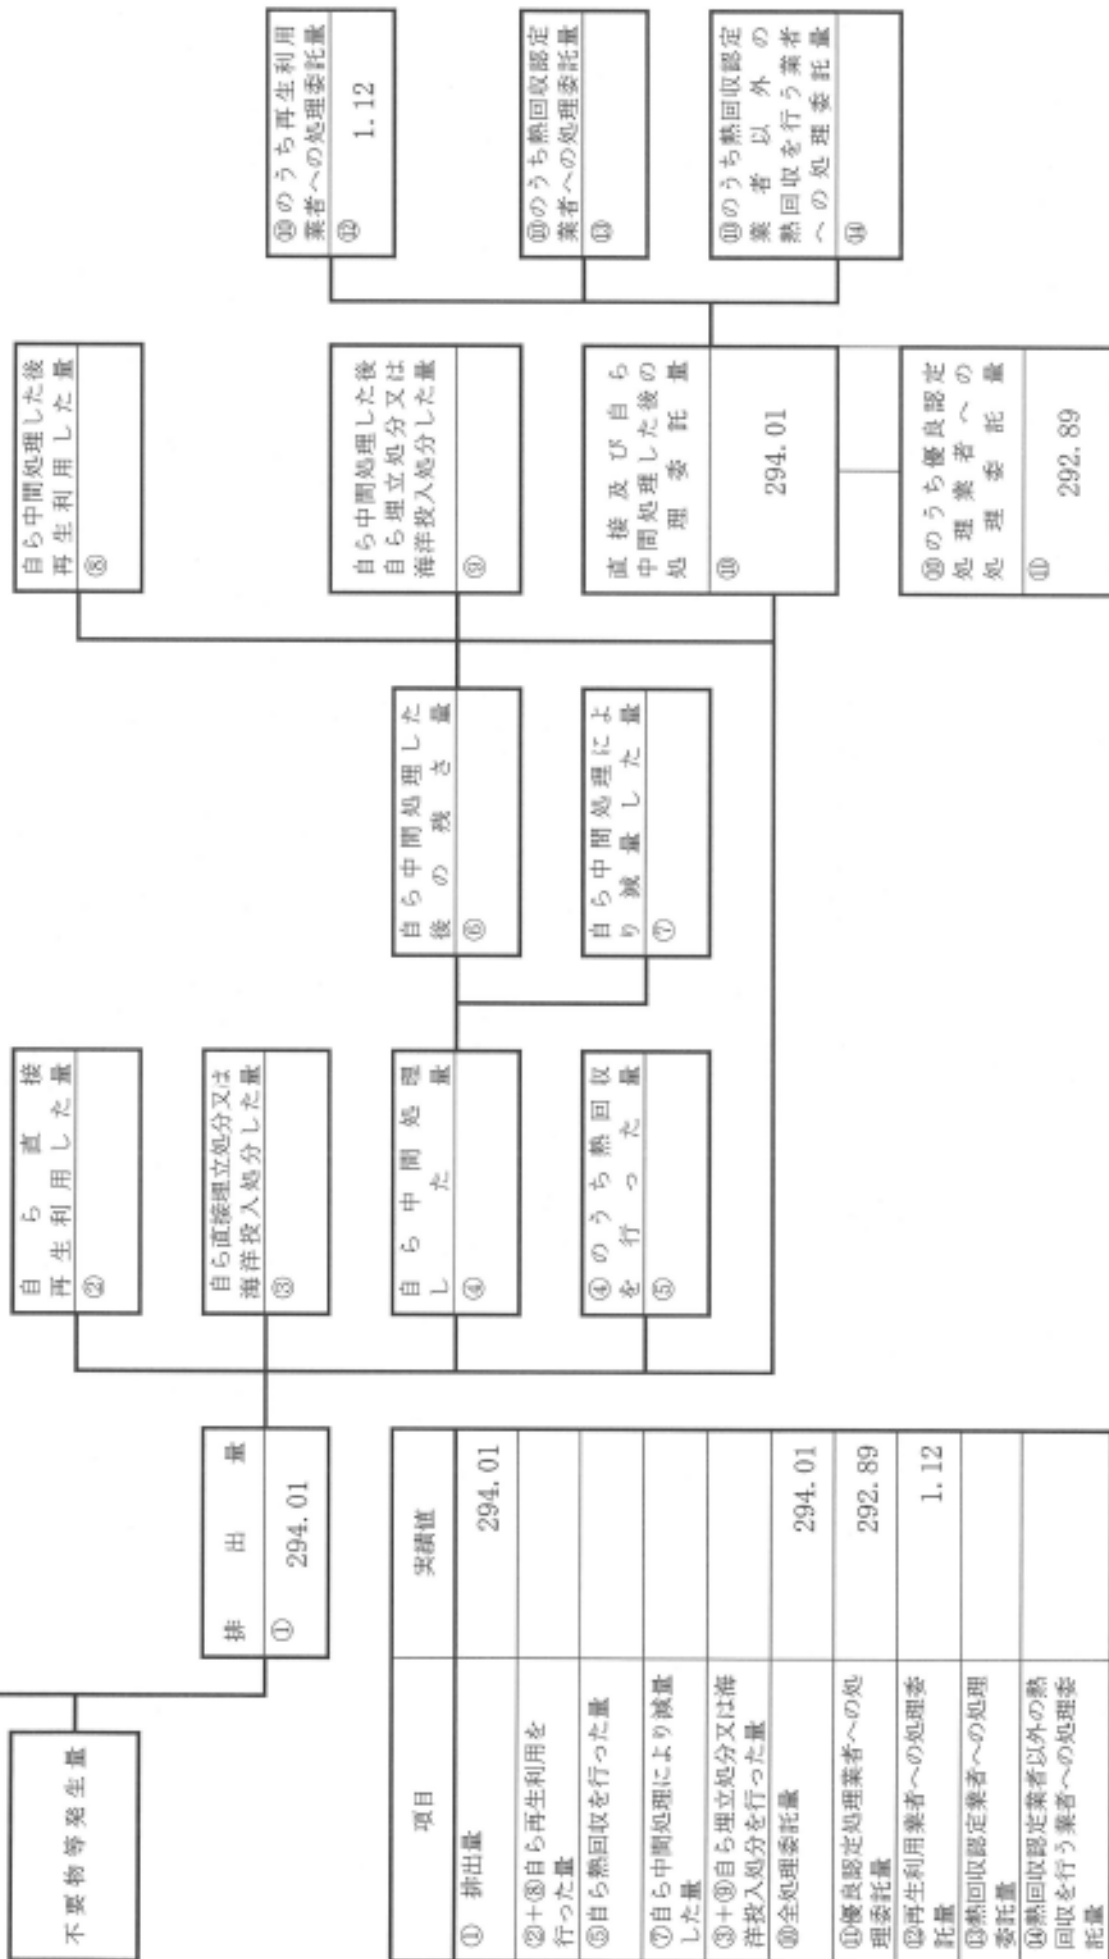 不要物等発生量
排出量
① 294.01
自ら直接
再生利用した量
②
自ら直接埋立処分又は
海洋投入処分した量
③
自ら中間処理
した量
④
④のうち熱回収
を行った量
⑤
自ら中間処理した
後の残さ量
⑥
自ら中間処理によ
り減量した量
⑦
自ら中間処理した後
再生利用した量
⑧
自ら中間処理した後
自ら埋立処分又は
海洋投入処分した量
⑨
直接及び自ら
中間処理した後の
処理委託量
⑩
294.01
⑩のうち優良認定
処理業者への
処理委託量
⑪
292.89
⑩のうち再生利用
業者への処理委託量
⑫
1.12
⑩のうち熱回収認定
業者への処理委託量
⑬
⑩のうち熱回収認定
業者以外の
熱回収を行う業者
への処理委託量
⑭
項目 実績値
① 排出量 294.01
②+⑧自ら再生利用を
行った量
⑤自ら熱回収を行った量
⑦自ら中間処理により減量
した量
③+⑨自ら埋立処分又は海
洋投入処分を行った量
⑩全処理委託量 294.01
⑪優良認定処理業者への処
理委託量 292.89
⑫再生利用業者への処理委
託量 1.12
⑬熱回収認定業者への処理
委託量
⑭熱回収認定業者以外の熱
回収を行う業者への処理委
託量